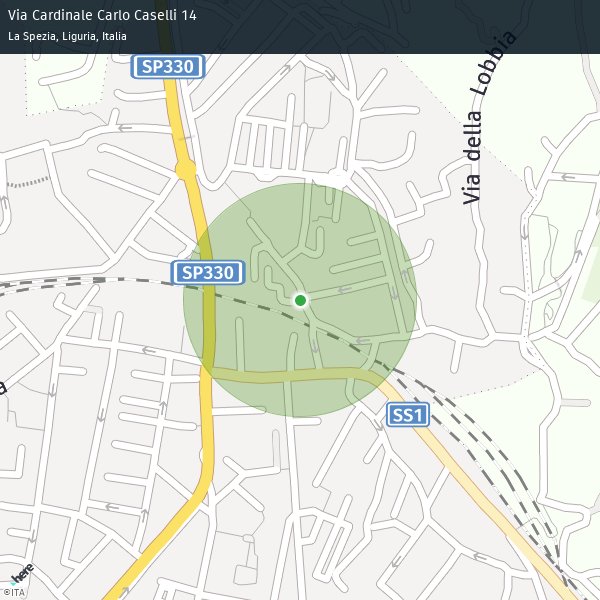 Via Cardinale Carlo Caselli 14
La Spezia, Liguria, Italia
SP330
Via della Lobbia
SP330
a
SS1
here
©ITA